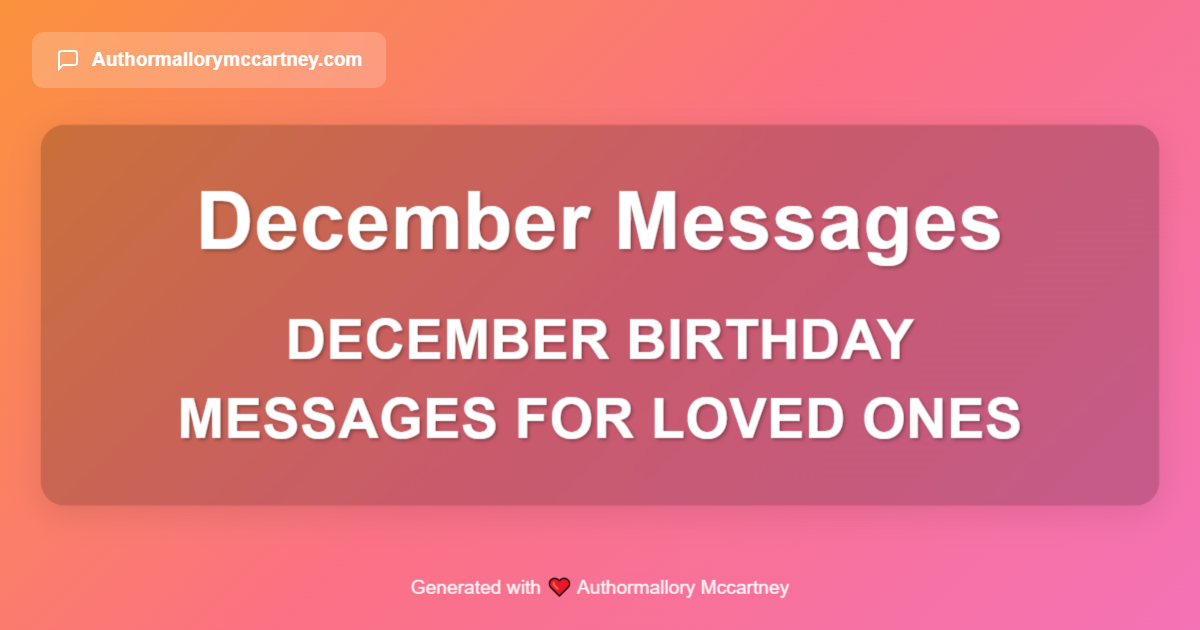 Authormallorymccartney.com
December Messages
DECEMBER BIRTHDAY
MESSAGES FOR LOVED ONES
Generated with ❤️ Authormallory Mccartney